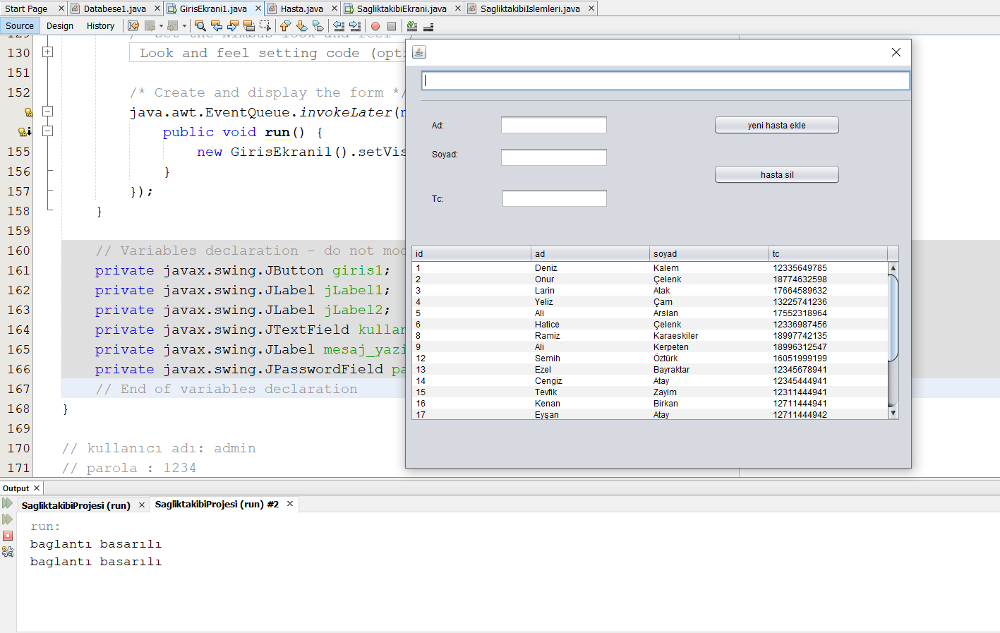 Start Page
Databese1.java
GirisEkrani1.java
Hasta.java
SagliktakibiEkrani.java
SagliktakibiIslemleri.java
Source Design History
130 Look and feel setting code (opti
151
152 /* Create and display the form */
java.awt.EventQueue.invokeLater(n
public void run() {
155 new GirisEkrani1().setVis
156 }
157 });
158 }
159
160 // Variables declaration - do not mod
161 private javax.swing.JButton giris1;
162 private javax.swing.JLabel jLabel1;
163 private javax.swing.JLabel jLabel2;
164 private javax.swing.JTextField kullan
165 private javax.swing.JLabel mesaj_yazi
166 private javax.swing.JPasswordField pa
167 // End of variables declaration
168 }
169
170 // kullanıcı adı: admin
171 // parola : 1234
Ad:
yeni hasta ekle
Soyad:
hasta sil
Tc:
id ad soyad tc
1 Deniz Kalem 12335649785
2 Onur Çelenk 18774632598
3 Larin Atak 17664589632
4 Yeliz Çam 13225741236
5 Ali Arslan 17552318964
6 Hatice Çelenk 12336987456
8 Ramiz Karaeskiler 18997742135
9 Ali Kerpeten 18996312547
12 Semih Öztürk 16051999199
13 Ezel Bayraktar 12345678941
14 Cengiz Atay 12345444941
15 Tevfik Zayim 12311444941
16 Kenan Birkan 12711444941
17 Eyşan Atay 12711444942
Output
SagliktakibiProjesi (run)
SagliktakibiProjesi (run) #2
run:
baglantı basarılı
baglantı basarılı